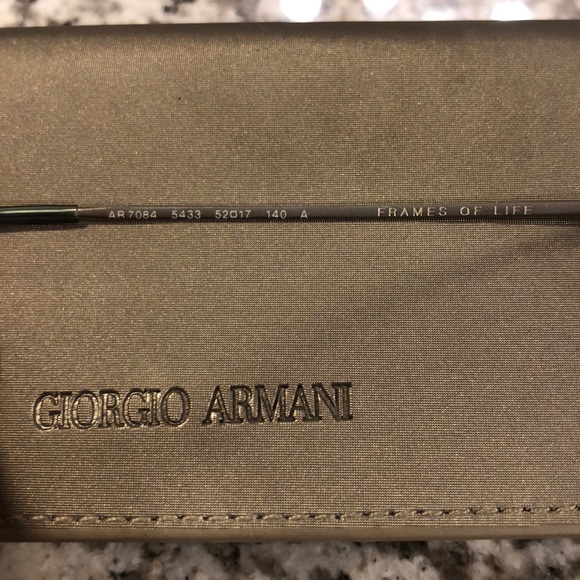 AR7084 5433 52□17 140 A FRAMES OF LIFE
GIORGIO ARMANI